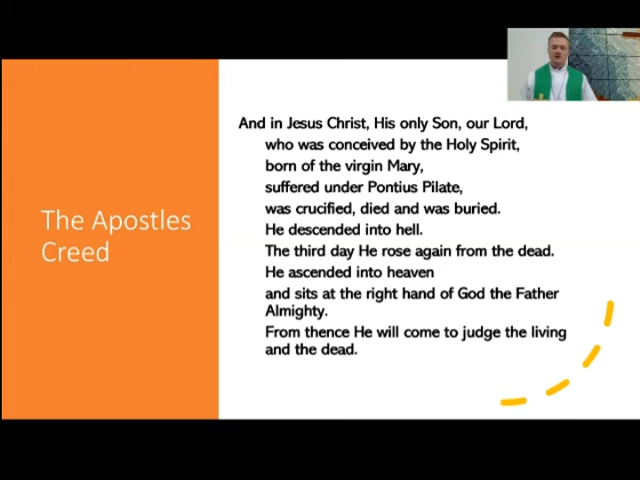 The Apostles
Creed
And in Jesus Christ, His only Son, our Lord,
who was conceived by the Holy Spirit,
born of the virgin Mary,
suffered under Pontius Pilate,
was crucified, died and was buried.
He descended into hell.
The third day He rose again from the dead.
He ascended into heaven
and sits at the right hand of God the Father
Almighty.
From thence He will come to judge the living
and the dead.